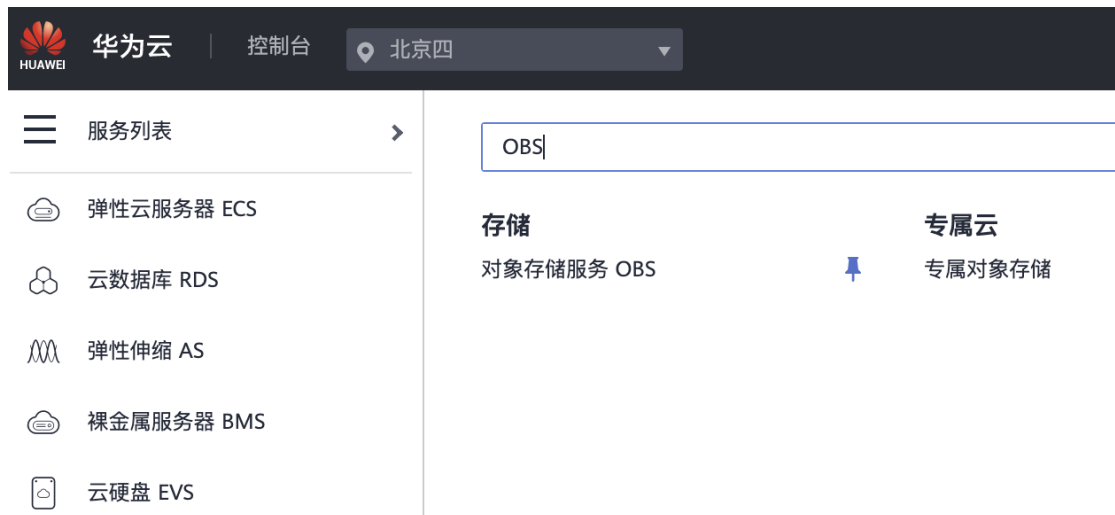 HUAWEI
华为云
控制台
北京四
服务列表
OBS
弹性云服务器 ECS
云数据库 RDS
弹性伸缩 AS
裸金属服务器 BMS
云硬盘 EVS
存储
对象存储服务 OBS
专属云
专属对象存储